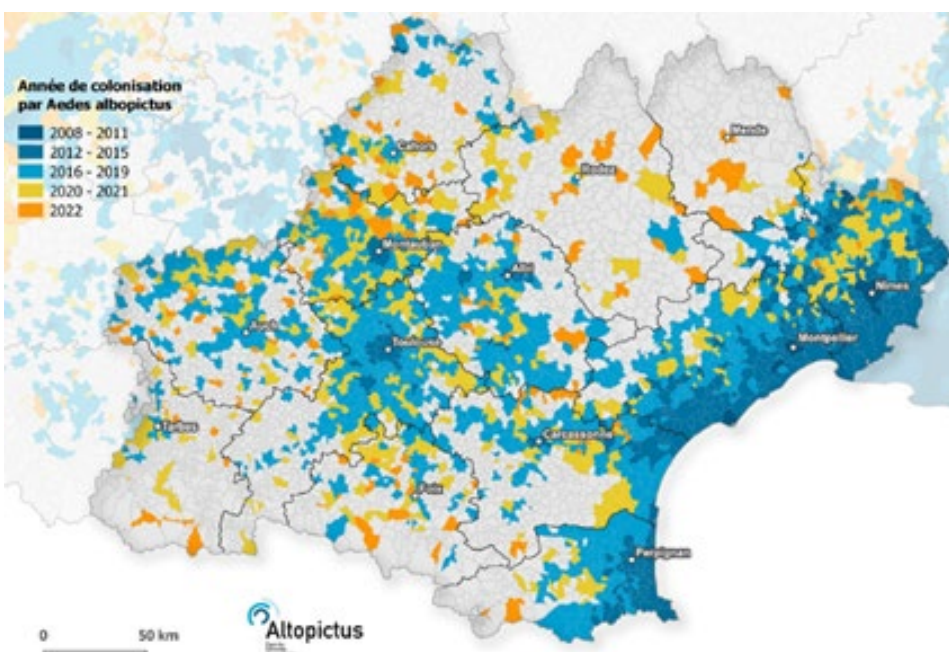 Année de colonisation
par Aedes albopictus
2008 - 2011
2012 - 2015
2016 - 2019
2020 - 2021
2022
Cahors
Mende
Rodez
Montauban
Albi
Nîmes
Auch
Toulouse
Montpellier
Tarbes
Carcassonne
Foix
Perpignan
0 50 km
Altopictus